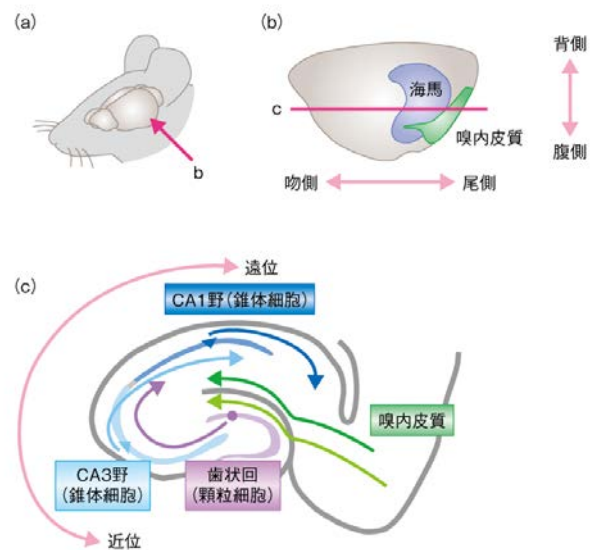 (a)
b
(b)
海馬
c
嗅内皮質
吻側
尾側
背側
腹側
(c)
遠位
CA1野(錐体細胞)
嗅内皮質
CA3野
(錐体細胞)
歯状回
(顆粒細胞)
近位